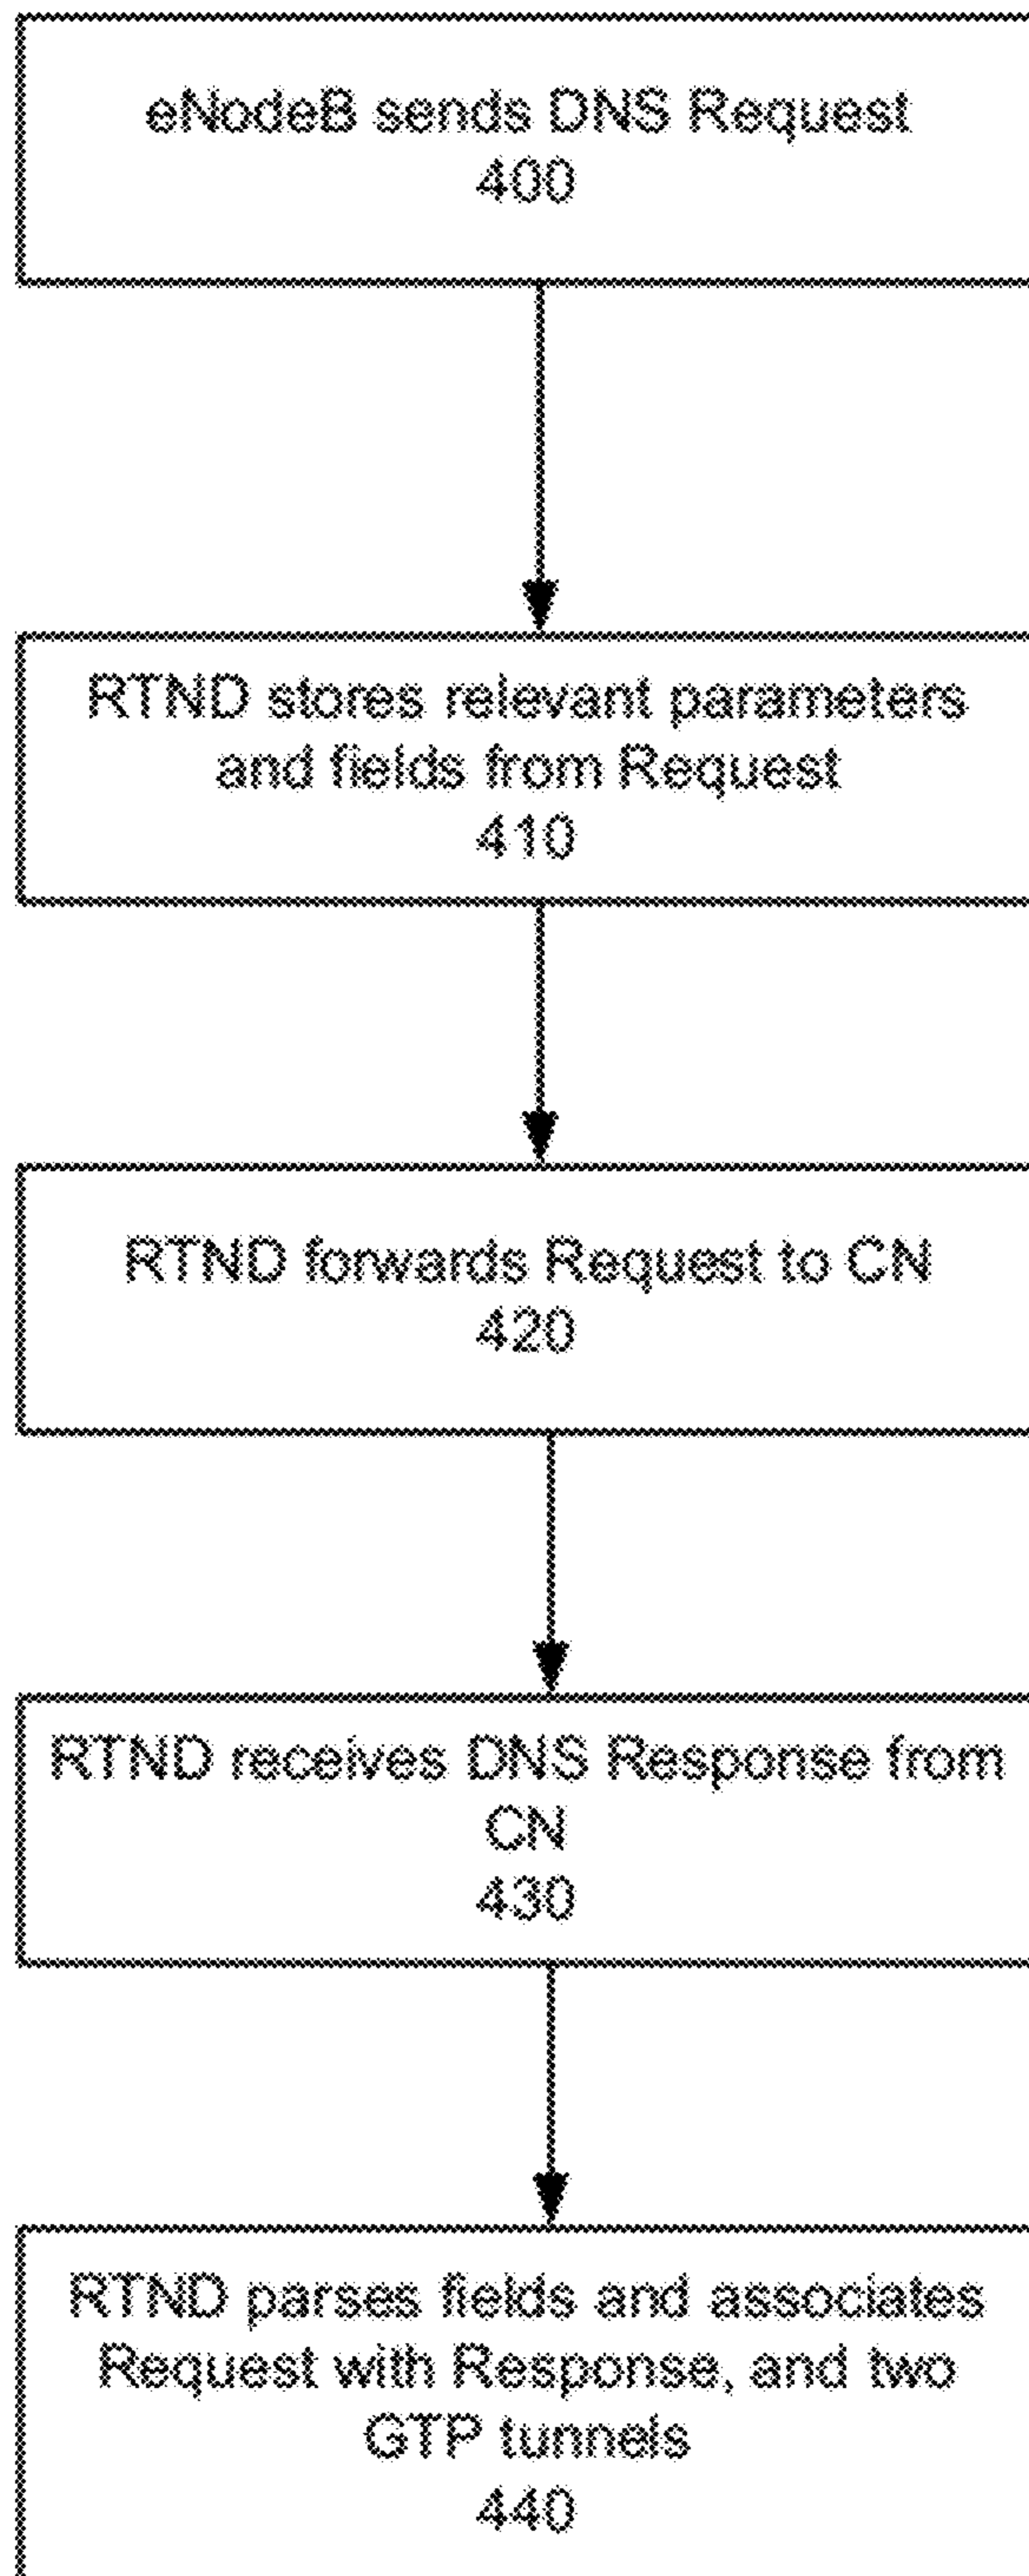 eNodeB sends DNS Request
400
RTND stores relevant parameters
and fields from Request
410
RTND forwards Request to CN
420
RTND receives DNS Response from
CN
430
RTND parses fields and associates
Request with Response, and two
GTP tunnels
440